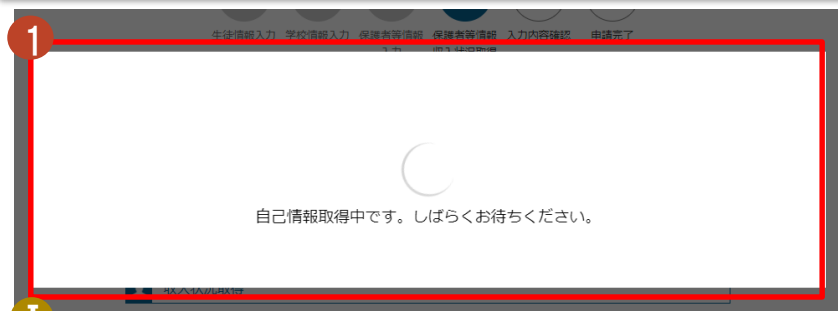 1
生徒情報入力 学校情報入力 保護者等情報 保護者等情報 入力内容確認 申請完了
入力 収入状況取得
自己情報取得中です。しばらくお待ちください。
収入状況取得